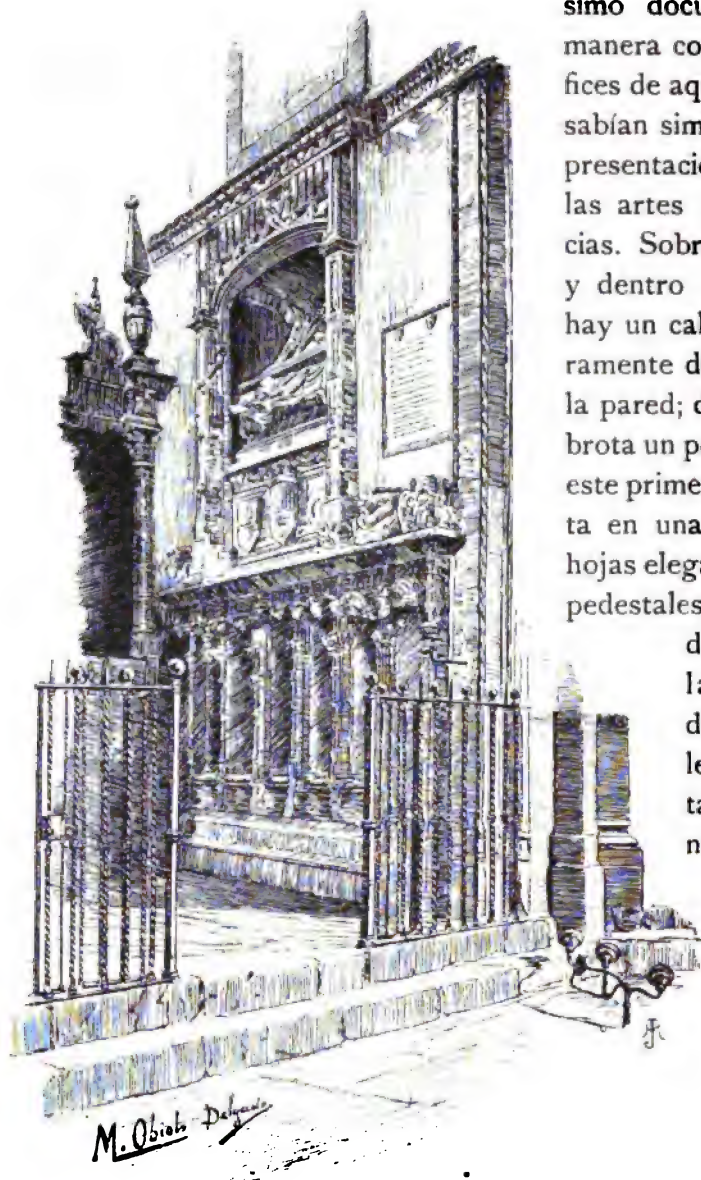 simo docu
manera co
fices de aq
sabían sim
presentaci
las artes
cias. Sobr
y dentro
hay un cal
ramente d
la pared; c
brota un p
este prime
ta en una
hojas eleg
pedestales
d
la
d
le
ta
n
M. Obiols Delgado